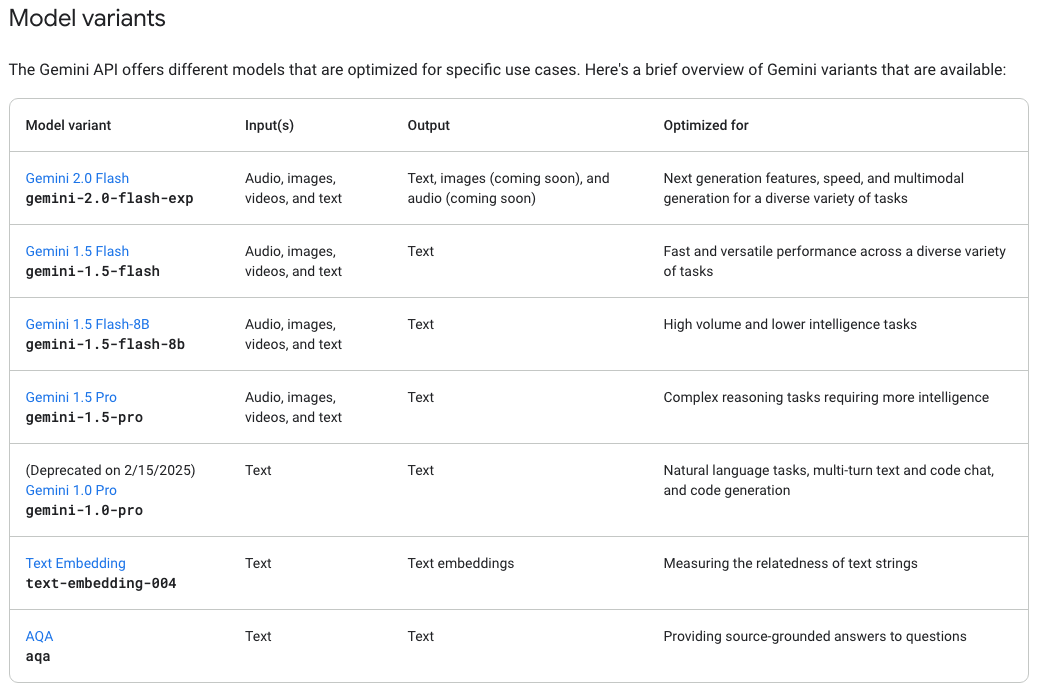 Model variants
The Gemini API offers different models that are optimized for specific use cases. Here's a brief overview of Gemini variants that are available:
Model variant Input(s) Output Optimized for
Gemini 2.0 Flash Audio, images, Text, images (coming soon), and Next generation features, speed, and multimodal
gemini-2.0-flash-exp videos, and text audio (coming soon) generation for a diverse variety of tasks
Gemini 1.5 Flash Audio, images, Text Fast and versatile performance across a diverse variety
gemini-1.5-flash videos, and text of tasks
Gemini 1.5 Flash-8B Audio, images, Text High volume and lower intelligence tasks
gemini-1.5-flash-8b videos, and text
Gemini 1.5 Pro Audio, images, Text Complex reasoning tasks requiring more intelligence
gemini-1.5-pro videos, and text
(Deprecated on 2/15/2025) Text Text Natural language tasks, multi-turn text and code chat,
Gemini 1.0 Pro and code generation
gemini-1.0-pro
Text Embedding Text Text embeddings Measuring the relatedness of text strings
text-embedding-004
AQA Text Text Providing source-grounded answers to questions
aqa